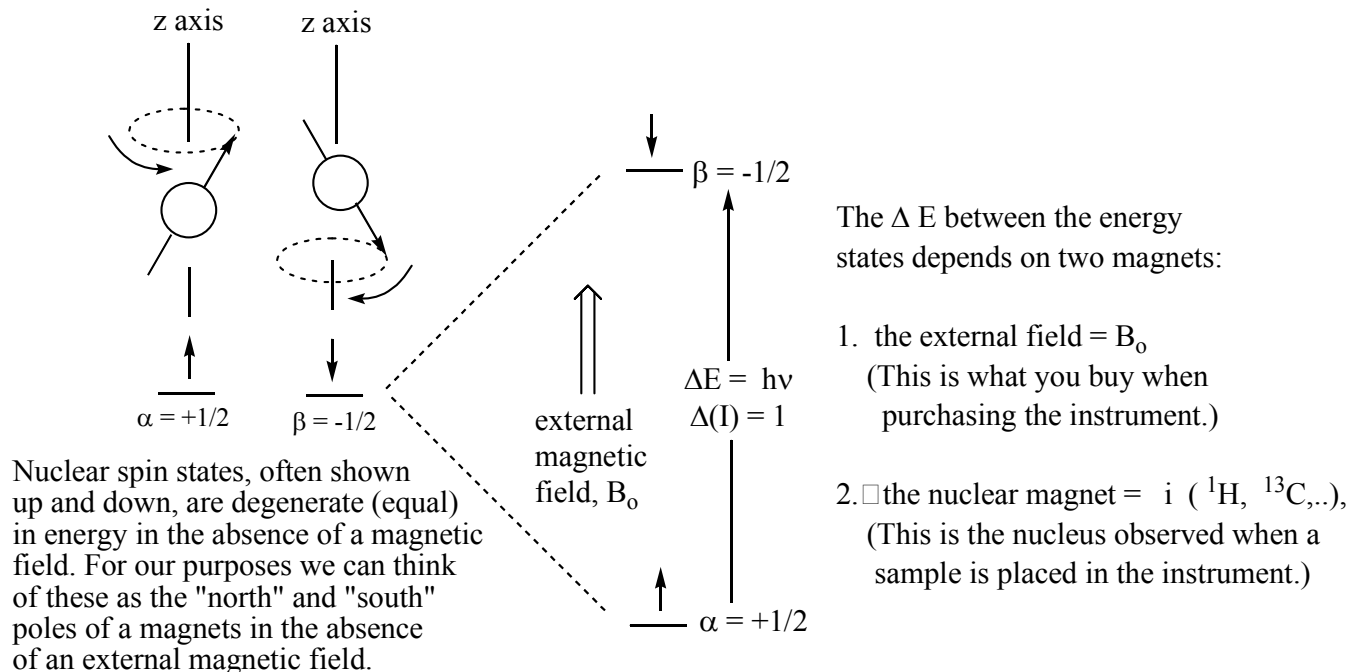 z axis
z axis
α = +1/2
β = -1/2
Nuclear spin states, often shown
up and down, are degenerate (equal)
in energy in the absence of a magnetic
field. For our purposes we can think
of these as the "north" and "south"
poles of a magnets in the absence
of an external magnetic field.
β = -1/2
external
magnetic
field, Bₒ
ΔE = hν
Δ(I) = 1
α = +1/2
The Δ E between the energy
states depends on two magnets:
1. the external field = Bₒ
(This is what you buy when
purchasing the instrument.)
2.□the nuclear magnet = i ( ¹H, ¹³C,..),
(This is the nucleus observed when a
sample is placed in the instrument.)